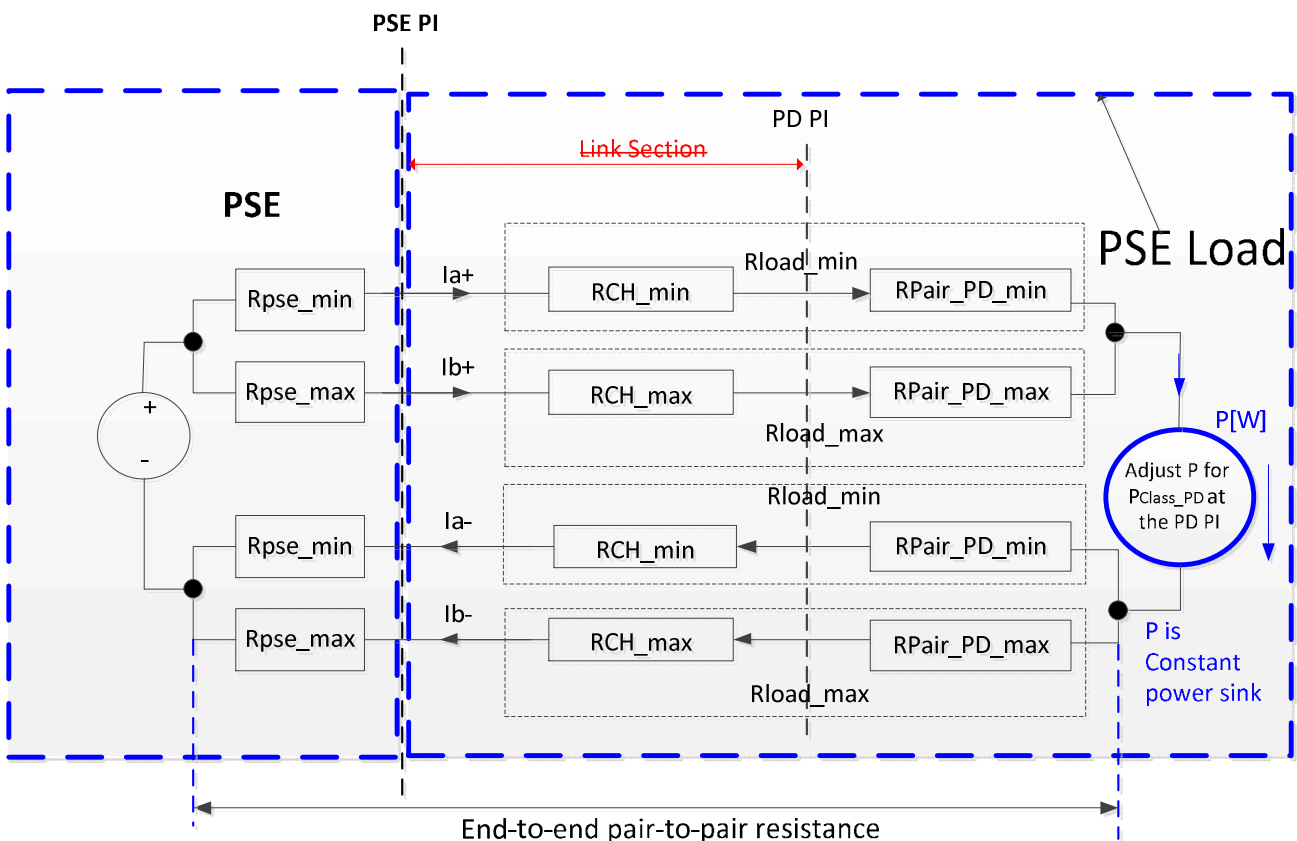 PSE PI
PD PI
Link Section
PSE
PSE Load
Rload_min
Rpse_min
Ia+
RCH_min
RPair_PD_min
Rpse_max
Ib+
RCH_max
RPair_PD_max
Rload_max
+
-
P[W]
Adjust P for
PClass_PD at
the PD PI
Rload_min
Rpse_min
Ia-
RCH_min
RPair_PD_min
Rpse_max
Ib-
RCH_max
RPair_PD_max
Rload_max
P is
Constant
power sink
End-to-end pair-to-pair resistance